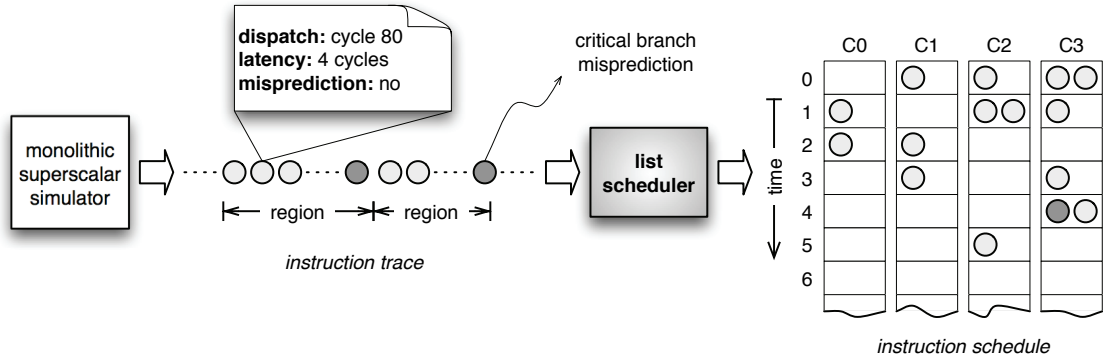 dispatch: cycle 80
latency: 4 cycles
misprediction: no
critical branch
misprediction
monolithic
superscalar
simulator
region
region
instruction trace
list
scheduler
time
C0 C1 C2 C3
0
1
2
3
4
5
6
instruction schedule